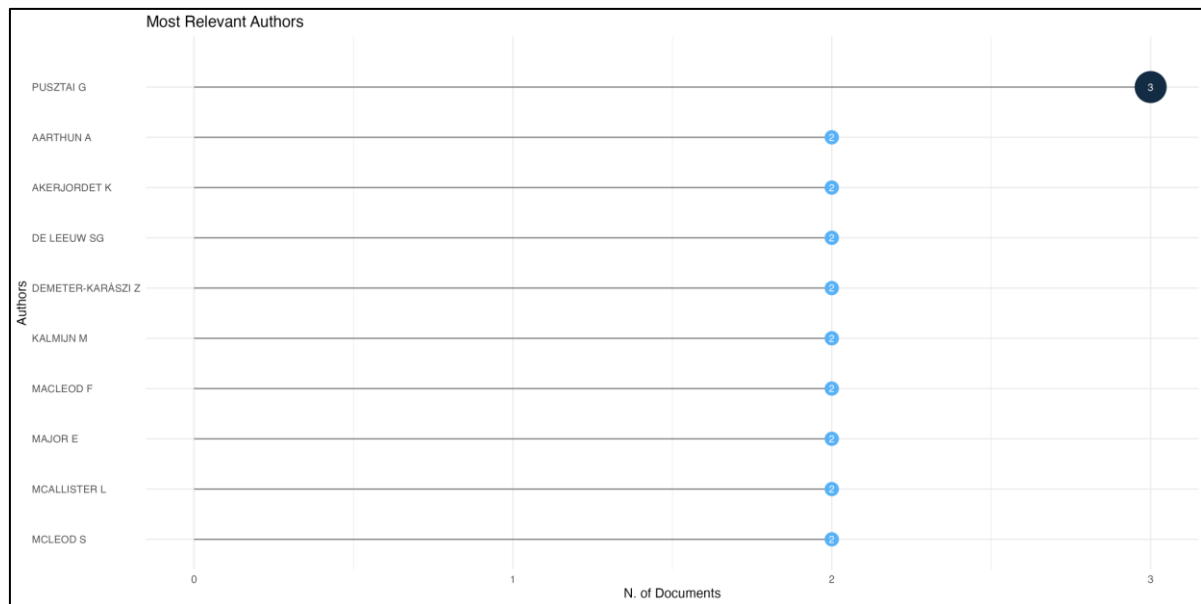 Most Relevant Authors
Authors
PUSZTAI G
3
AARTHUN A
2
AKERJORDET K
2
DE LEEUW SG
2
DEMETER-KARÁSZI Z
2
KALMIJN M
2
MACLEOD F
2
MAJOR E
2
MCALLISTER L
2
MCLEOD S
2
0 1 2 3
N. of Documents